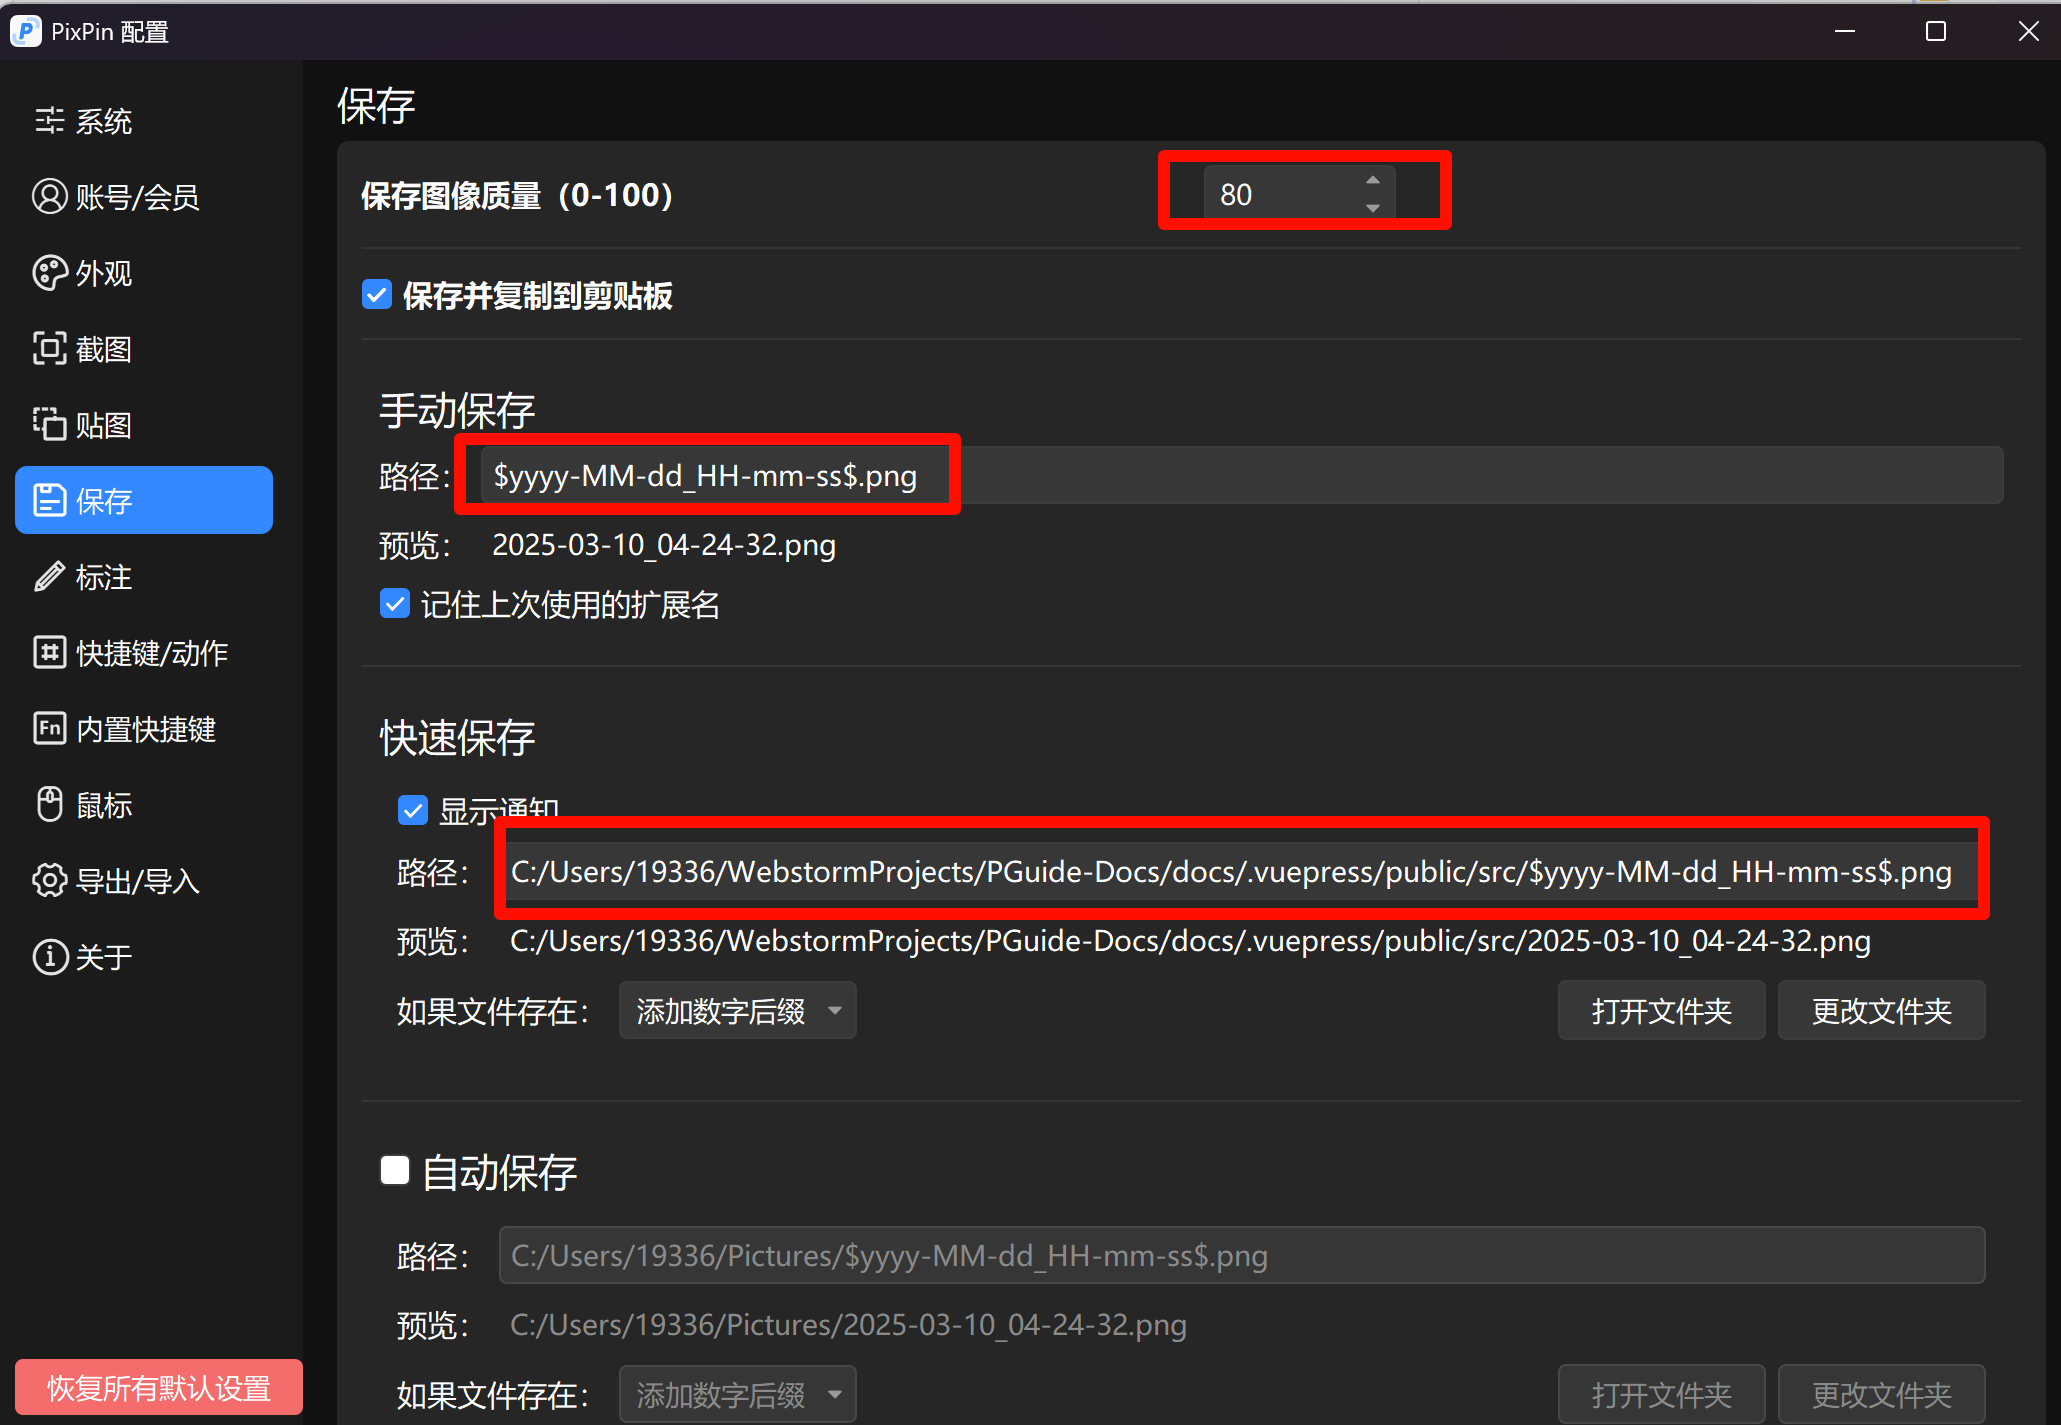 PixPin 配置
系统
账号/会员
外观
截图
贴图
保存
标注
快捷键/动作
内置快捷键
鼠标
导出/导入
关于
恢复所有默认设置
保存
保存图像质量（0-100） 80
保存并复制到剪贴板
手动保存
路径： $yyyy-MM-dd_HH-mm-ss$.png
预览： 2025-03-10_04-24-32.png
记住上次使用的扩展名
快速保存
显示通知
路径： C:/Users/19336/WebstormProjects/PGuide-Docs/docs/.vuepress/public/src/$yyyy-MM-dd_HH-mm-ss$.png
预览： C:/Users/19336/WebstormProjects/PGuide-Docs/docs/.vuepress/public/src/2025-03-10_04-24-32.png
如果文件存在： 添加数字后缀 打开文件夹 更改文件夹
自动保存
路径： C:/Users/19336/Pictures/$yyyy-MM-dd_HH-mm-ss$.png
预览： C:/Users/19336/Pictures/2025-03-10_04-24-32.png
如果文件存在： 添加数字后缀 打开文件夹 更改文件夹